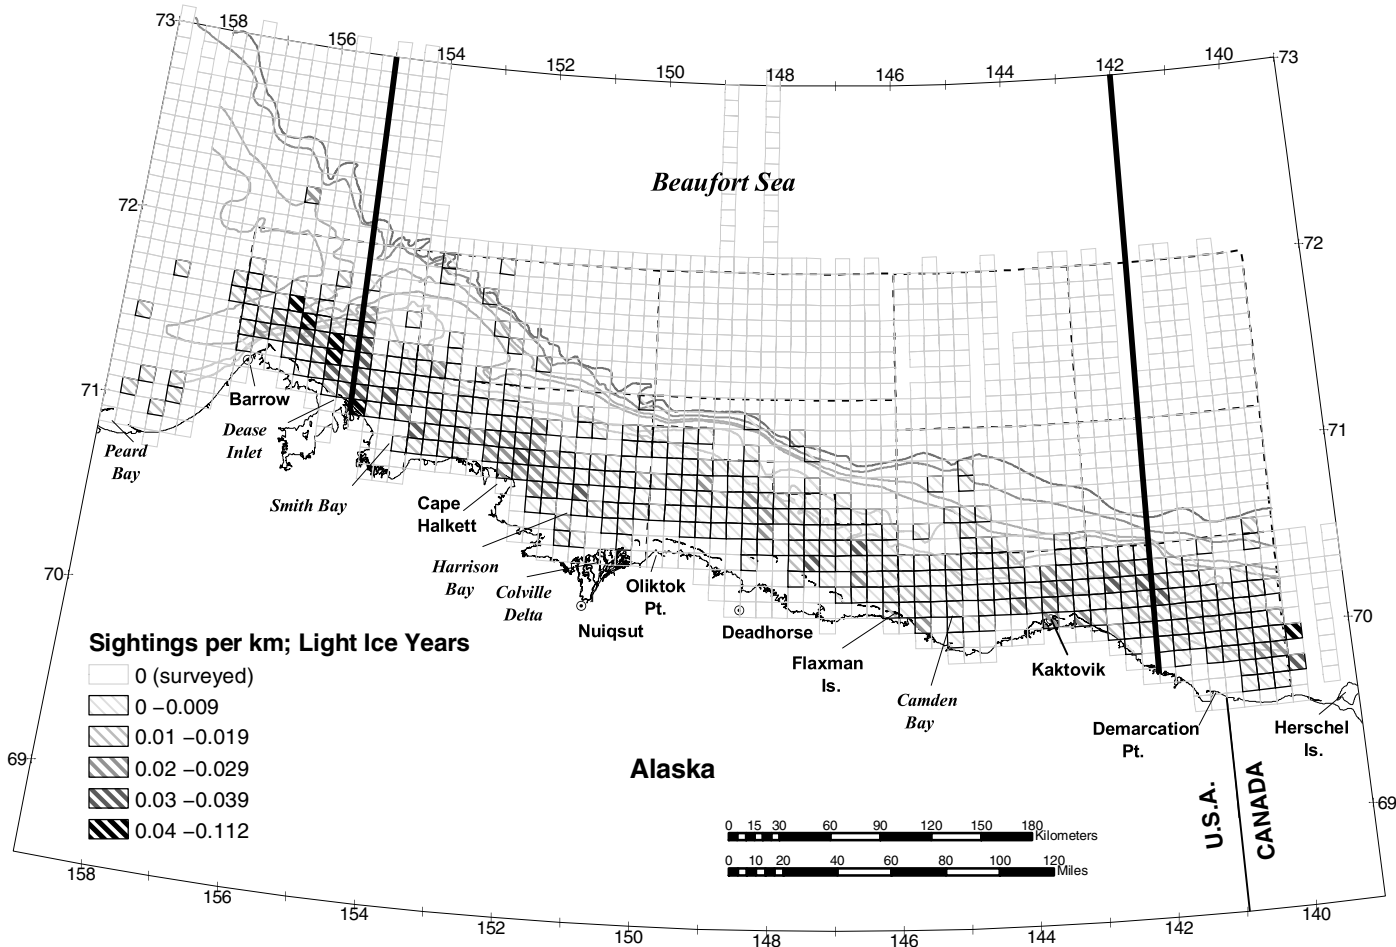 73
158
156
154
152
150
148
146
144
142
140
73
Beaufort Sea
72
72
71
71
Barrow
Peard
Bay
Dease
Inlet
Smith Bay
Cape
Halkett
Harrison
Bay
Colville
Delta
Oliktok
Pt.
Nuiqsut
Deadhorse
Flaxman
Is.
Camden
Bay
Kaktovik
Demarcation
Pt.
Herschel
Is.
70
70
Sightings per km; Light Ice Years
0 (surveyed)
0 –0.009
0.01 –0.019
0.02 –0.029
0.03 –0.039
0.04 –0.112
69
69
Alaska
U.S.A.
CANADA
0 15 30 60 90 120 150 180
Kilometers
0 10 20 40 60 80 100 120
Miles
158
156
154
152
150
148
146
144
142
140